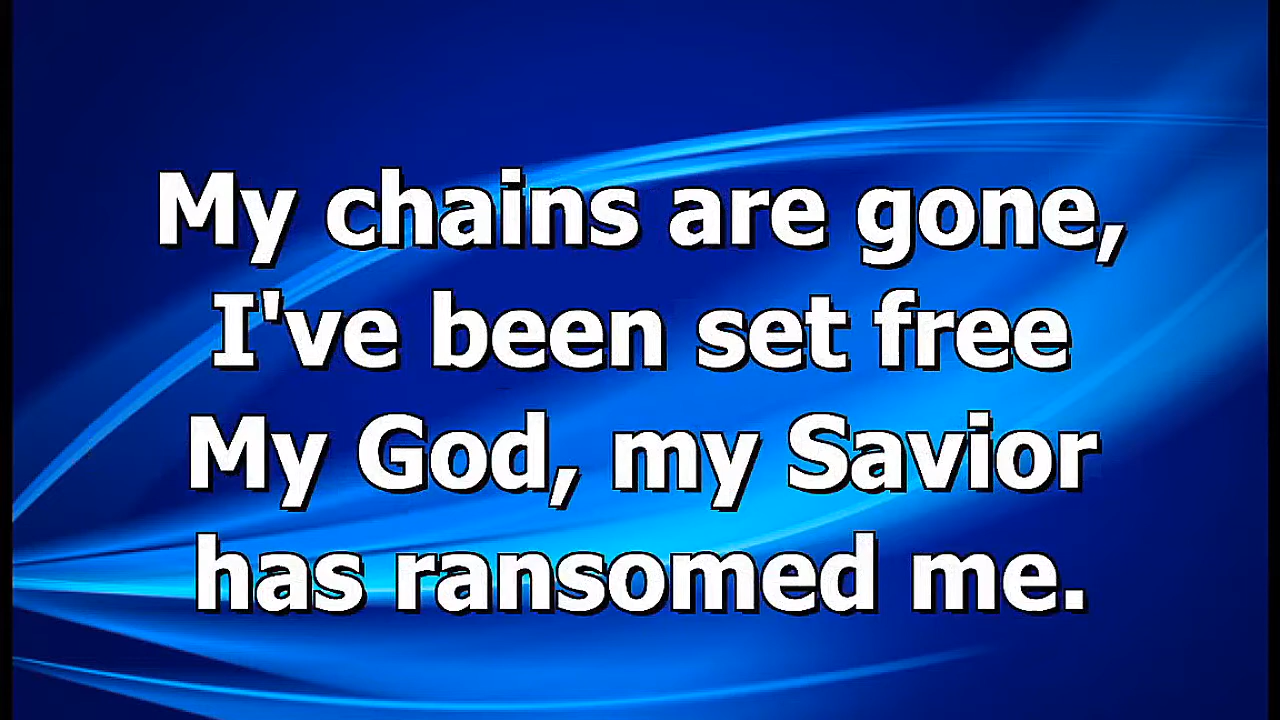 My chains are gone,
I've been set free
My God, my Savior
has ransomed me.